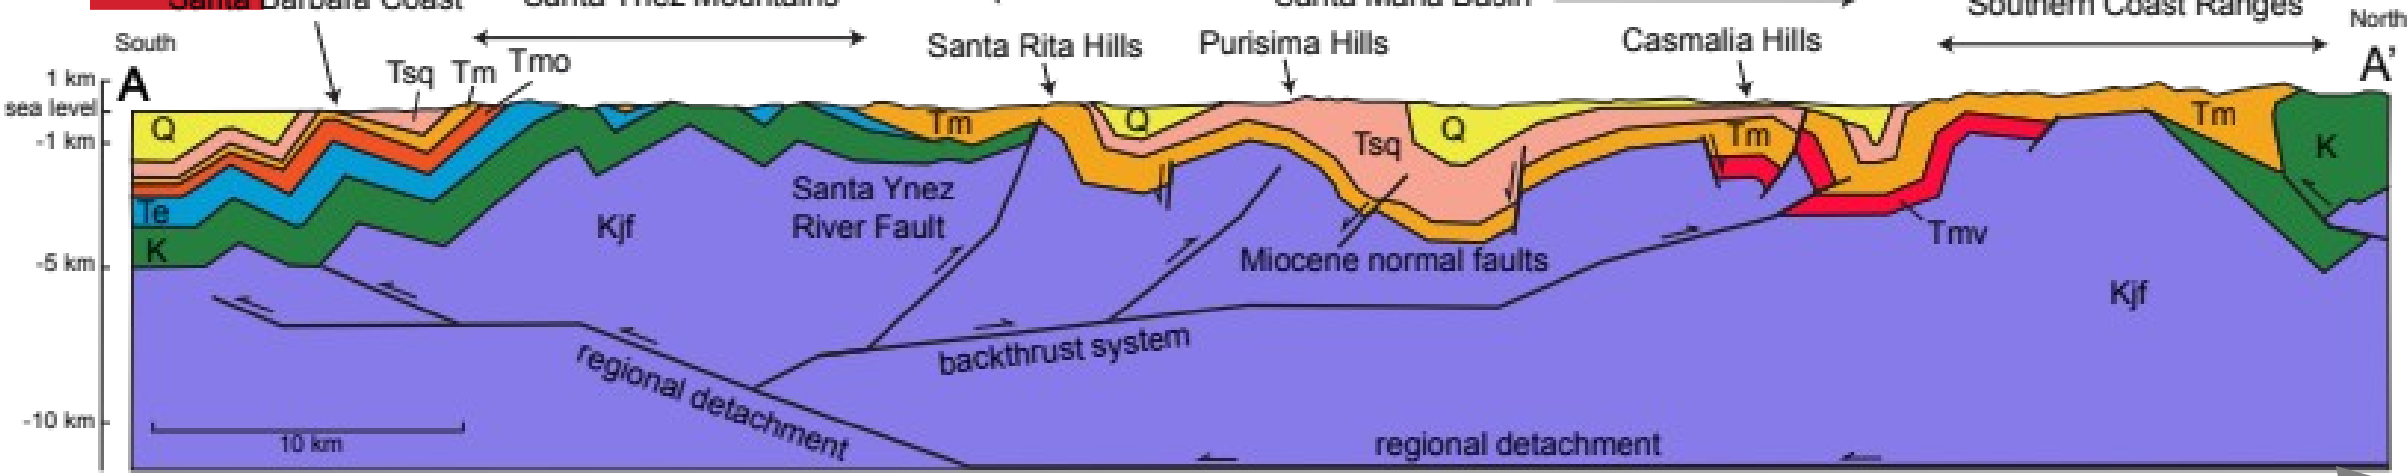 Santa Barbara Coast
Santa Ynez Mountains
Santa Maria Basin
Southern Coast Ranges
South
North
Santa Rita Hills
Purisima Hills
Casmalia Hills
Tsq Tm Tmo
1 km
A
A'
sea level
-1 km
-5 km
-10 km
Q
Te
K
Kjf
Santa Ynez
River Fault
Tm
Q
Tsq
Q
Tm
Tm
K
Miocene normal faults
Tmv
Kjf
backthrust system
regional detachment
regional detachment
10 km